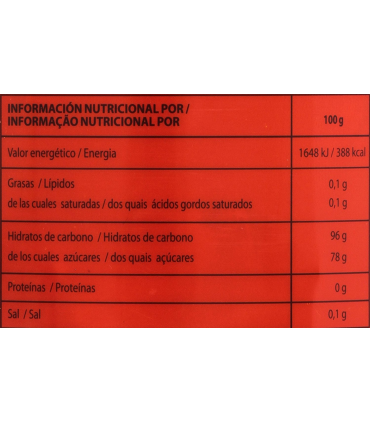 INFORMACIÓN NUTRICIONAL POR /
INFORMAÇÃO NUTRICIONAL POR 100 g
Valor energético / Energia 1648 kJ / 388 kcal
Grasas / Lípidos 0,1 g
de las cuales saturadas / dos quais ácidos gordos saturados 0,1 g
Hidratos de carbono / Hidratos de carbono 96 g
de los cuales azúcares / dos quais açúcares 78 g
Proteínas / Proteínas 0 g
Sal / Sal 0,1 g